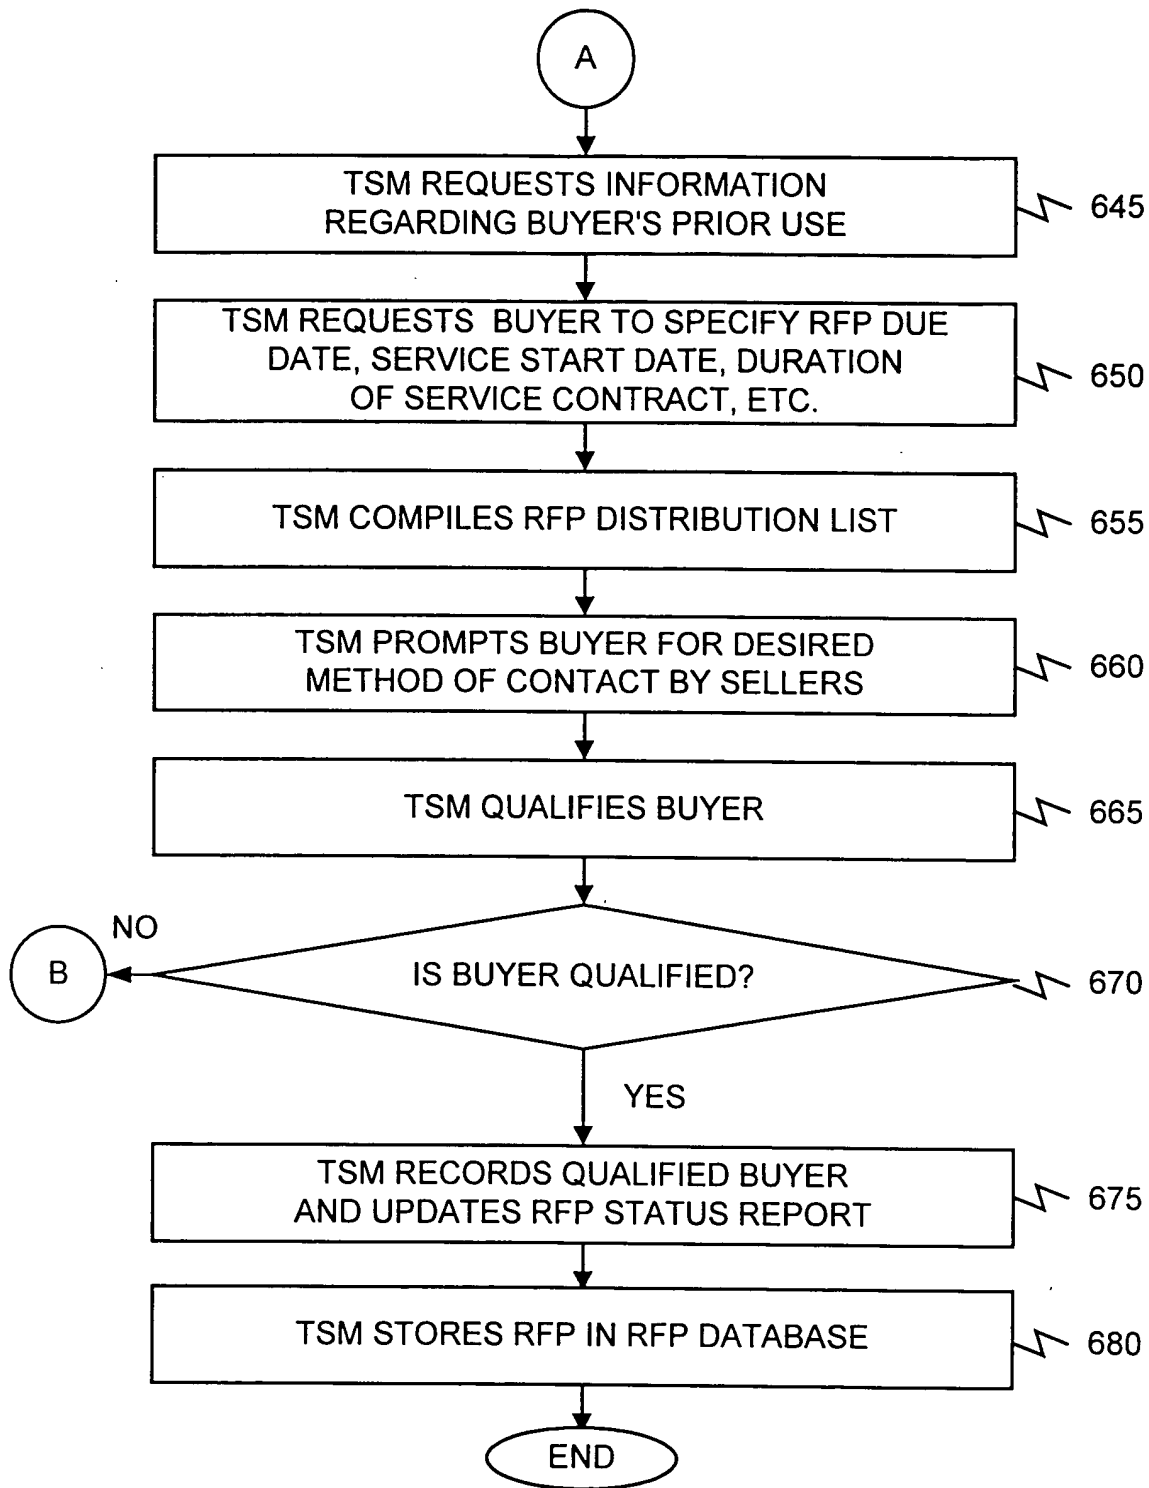 A
TSM REQUESTS INFORMATION
REGARDING BUYER'S PRIOR USE
645
TSM REQUESTS BUYER TO SPECIFY RFP DUE
DATE, SERVICE START DATE, DURATION
OF SERVICE CONTRACT, ETC.
650
TSM COMPILES RFP DISTRIBUTION LIST
655
TSM PROMPTS BUYER FOR DESIRED
METHOD OF CONTACT BY SELLERS
660
TSM QUALIFIES BUYER
665
NO
B
IS BUYER QUALIFIED?
670
YES
TSM RECORDS QUALIFIED BUYER
AND UPDATES RFP STATUS REPORT
675
TSM STORES RFP IN RFP DATABASE
680
END